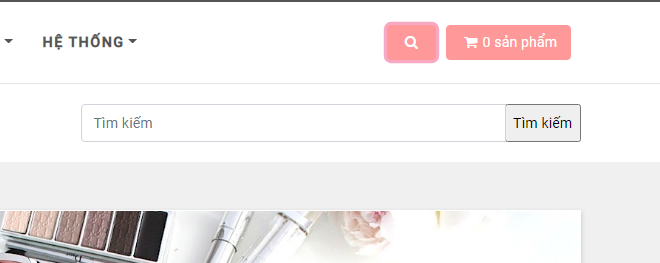 HỆ THỐNG
0 sản phẩm
Tìm kiếm
Tìm kiếm